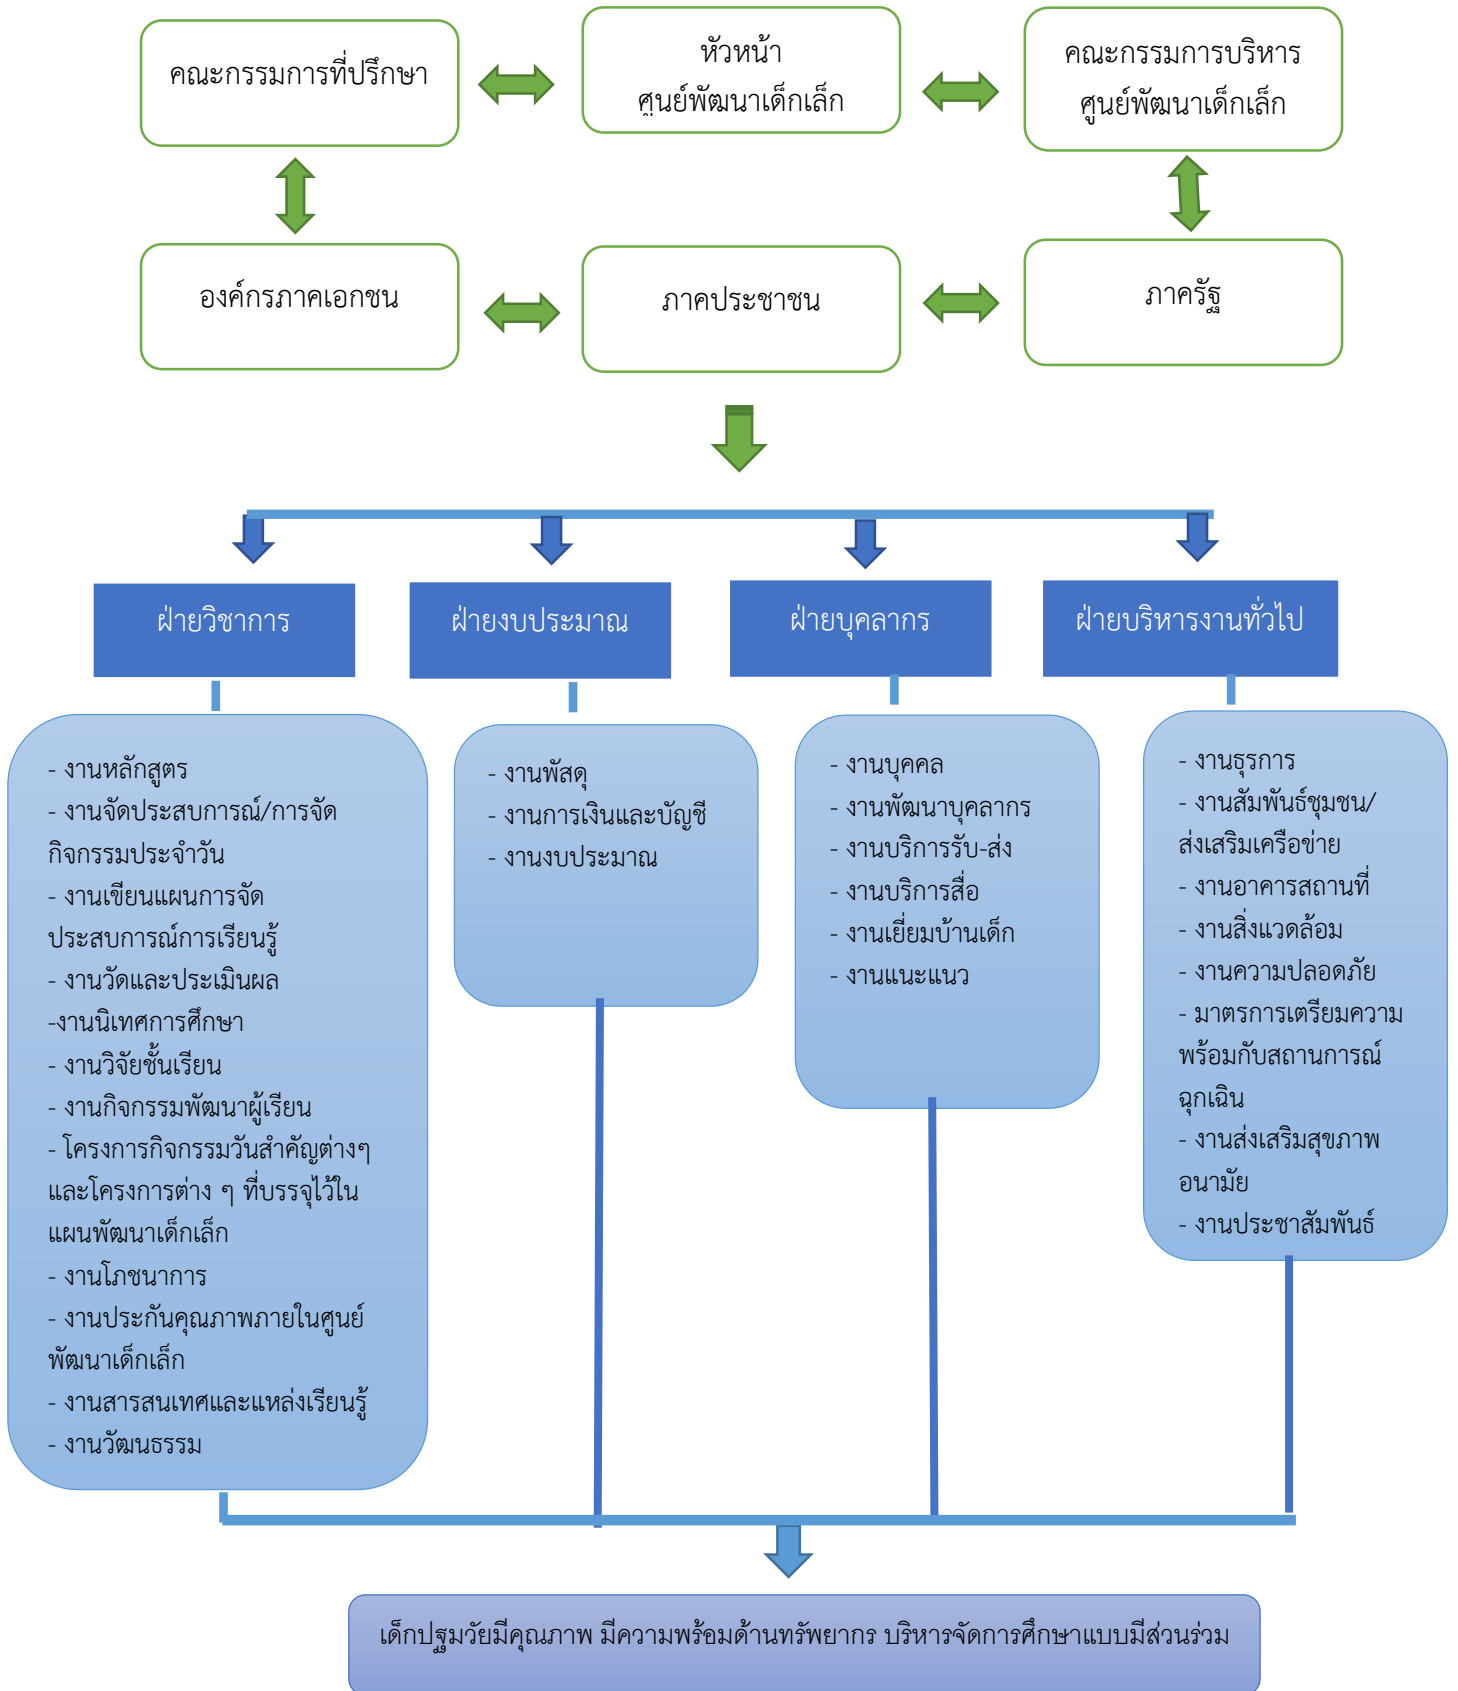 คณะกรรมการที่ปรึกษา
หัวหน้า
ศูนย์พัฒนาเด็กเล็ก
คณะกรรมการบริหาร
ศูนย์พัฒนาเด็กเล็ก
องค์กรภาคเอกชน
ภาคประชาชน
ภาครัฐ
ฝ่ายวิชาการ
ฝ่ายงบประมาณ
ฝ่ายบุคลากร
ฝ่ายบริหารงานทั่วไป
- งานหลักสูตร
- งานจัดประสบการณ์/การจัด
กิจกรรมประจำวัน
- งานเขียนแผนการจัด
ประสบการณ์การเรียนรู้
- งานวัดและประเมินผล
-งานนิเทศการศึกษา
- งานวิจัยชั้นเรียน
- งานกิจกรรมพัฒนาผู้เรียน
- โครงการกิจกรรมวันสำคัญต่างๆ
และโครงการต่าง ๆ ที่บรรจุไว้ใน
แผนพัฒนาเด็กเล็ก
- งานโภชนาการ
- งานประกันคุณภาพภายในศูนย์
พัฒนาเด็กเล็ก
- งานสารสนเทศและแหล่งเรียนรู้
- งานวัฒนธรรม
- งานพัสดุ
- งานการเงินและบัญชี
- งานงบประมาณ
- งานบุคคล
- งานพัฒนาบุคลากร
- งานบริการรับ-ส่ง
- งานบริการสื่อ
- งานเยี่ยมบ้านเด็ก
- งานแนะแนว
- งานธุรการ
- งานสัมพันธ์ชุมชน/
ส่งเสริมเครือข่าย
- งานอาคารสถานที่
- งานสิ่งแวดล้อม
- งานความปลอดภัย
- มาตรการเตรียมความ
พร้อมกับสถานการณ์
ฉุกเฉิน
- งานส่งเสริมสุขภาพ
อนามัย
- งานประชาสัมพันธ์
เด็กปฐมวัยมีคุณภาพ มีความพร้อมด้านทรัพยากร บริหารจัดการศึกษาแบบมีส่วนร่วม